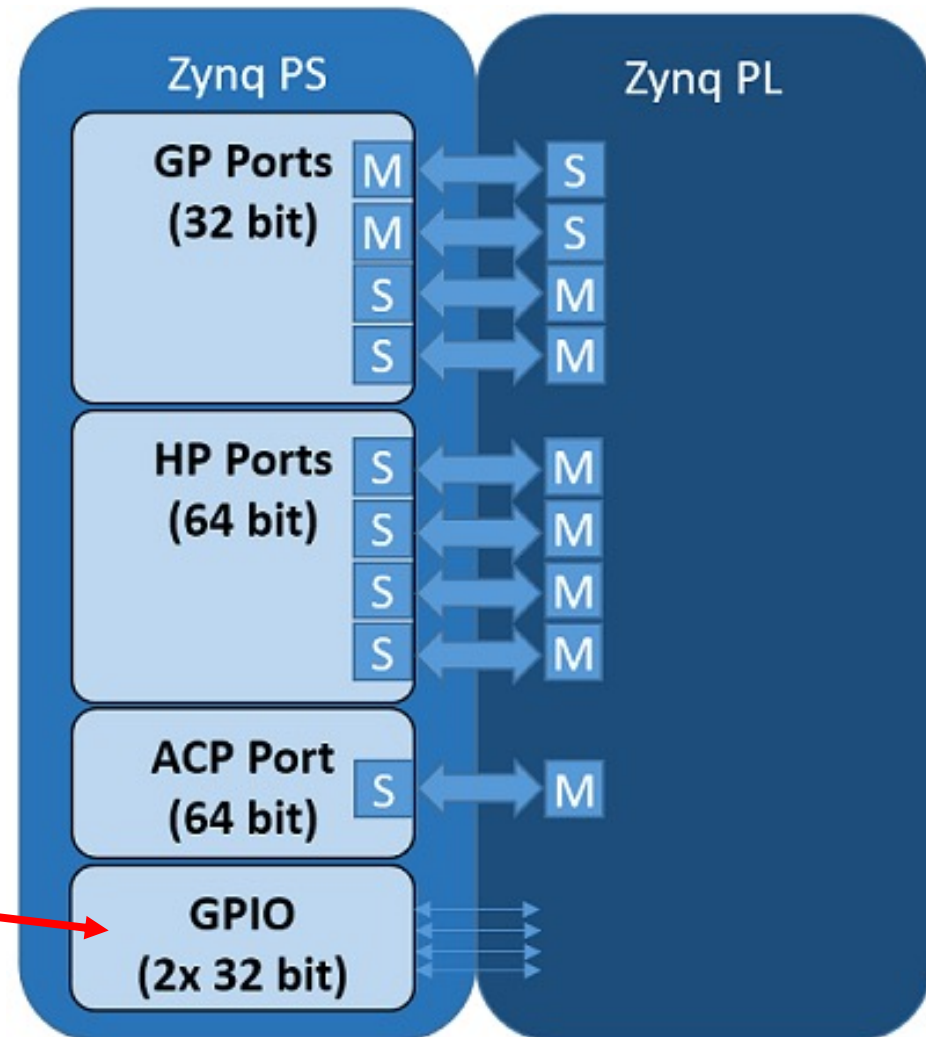 Zynq PS
Zynq PL
GP Ports
(32 bit)
M
S
M
S
S
M
S
M
HP Ports
(64 bit)
S
M
S
M
S
M
S
M
ACP Port
(64 bit)
S
M
GPIO
(2x 32 bit)